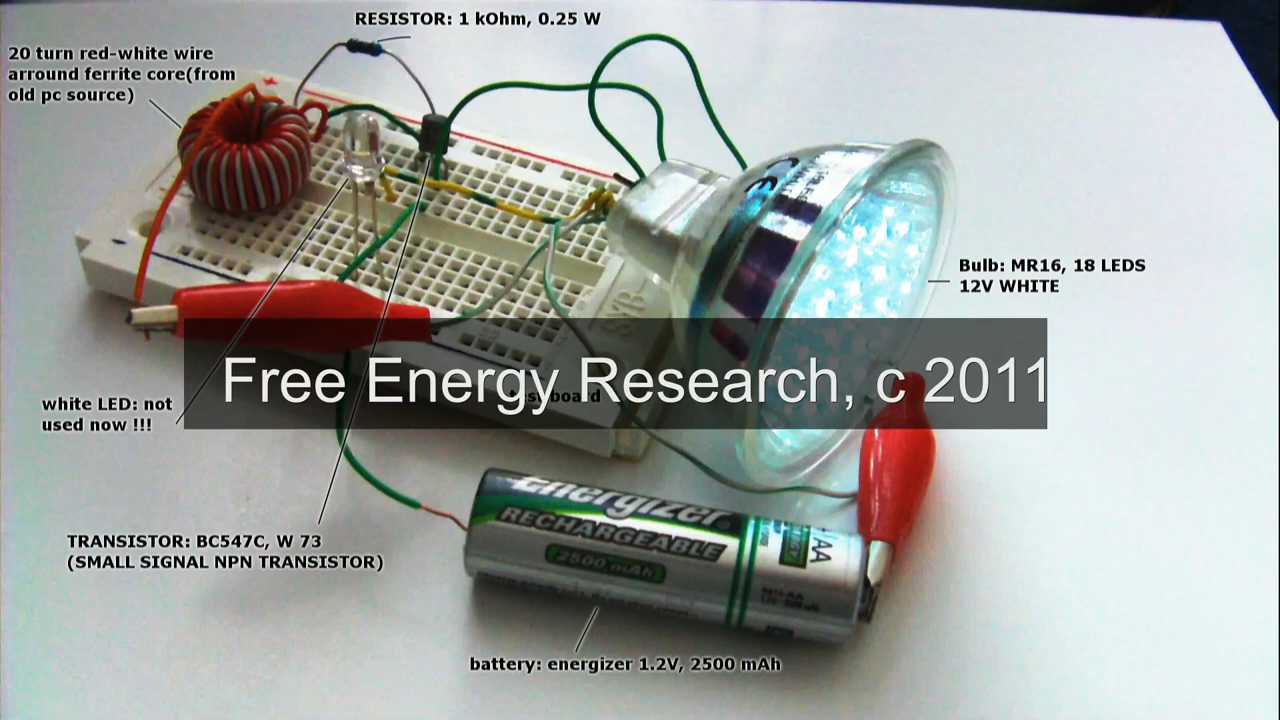 RESISTOR: 1 kOhm, 0.25 W
20 turn red-white wire
arround ferrite core(from
old pc source)
Bulb: MR16, 18 LEDS
12V WHITE
SYB
Free Energy Research, c 2011
white LED: not
used now !!!
Energizer
RECHARGEABLE
2500 mAh
AA
TRANSISTOR: BC547C, W 73
(SMALL SIGNAL NPN TRANSISTOR)
battery: energizer 1.2V, 2500 mAh